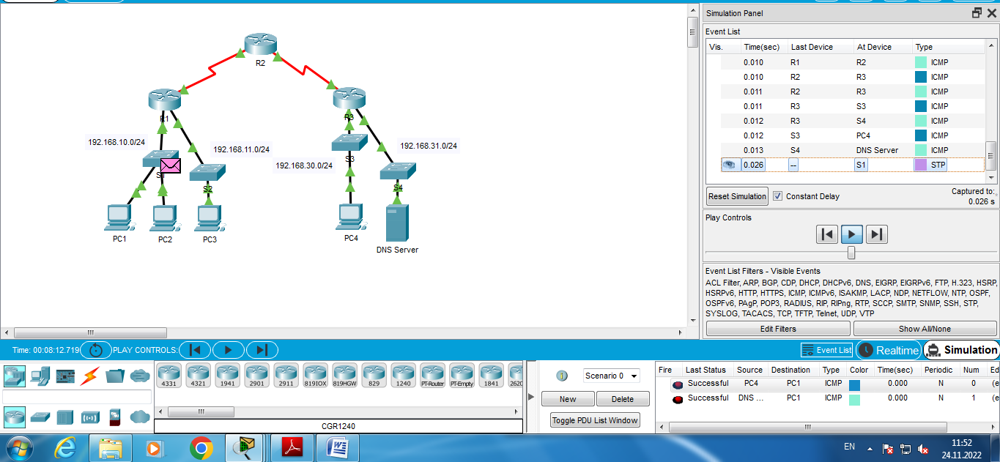 Simulation Panel
Event List
Vis. Time(sec) Last Device At Device Type
0.010 R1 R2 ICMP
0.010 R2 R3 ICMP
0.011 R2 R3 ICMP
0.011 R3 S3 ICMP
0.012 R3 S4 ICMP
0.012 S3 PC4 ICMP
0.013 S4 DNS Server ICMP
0.026 -- S1 STP
Reset Simulation Constant Delay
Captured to:
0.026 s
Play Controls
Event List Filters - Visible Events
ACL Filter, ARP, BGP, CDP, DHCP, DHCPv6, DNS, EIGRP, EIGRPv6, FTP, H.323, HSRP,
HSRPv6, HTTP, HTTPS, ICMP, ICMPv6, ISAKMP, LACP, NDP, NETFLOW, NTP, OSPF,
OSPFv6, PAgP, POP3, RADIUS, RIP, RIPng, RTP, SCCP, SMTP, SNMP, SSH, STP,
SYSLOG, TACACS, TCP, TFTP, Telnet, UDP, VTP
Edit Filters Show All/None
R2
R1
R3
192.168.10.0/24
192.168.11.0/24
192.168.30.0/24
192.168.31.0/24
S1
S2
S3
S4
PC1
PC2
PC3
PC4
DNS Server
Time: 00:08:12.719 PLAY CONTROLS:
Event List Realtime Simulation
4331 4321 1941 2901 2911 819IOX 819HGW 829 1240 PT-Router PT-Empty 1841 2620
CGR1240
Scenario 0
New Delete
Toggle PDU List Window
Fire Last Status Source Destination Type Color Time(sec) Periodic Num Ed
Successful PC4 PC1 ICMP 0.000 N 0 (e
Successful DNS ... PC1 ICMP 0.000 N 1 (e
EN
11:52
24.11.2022